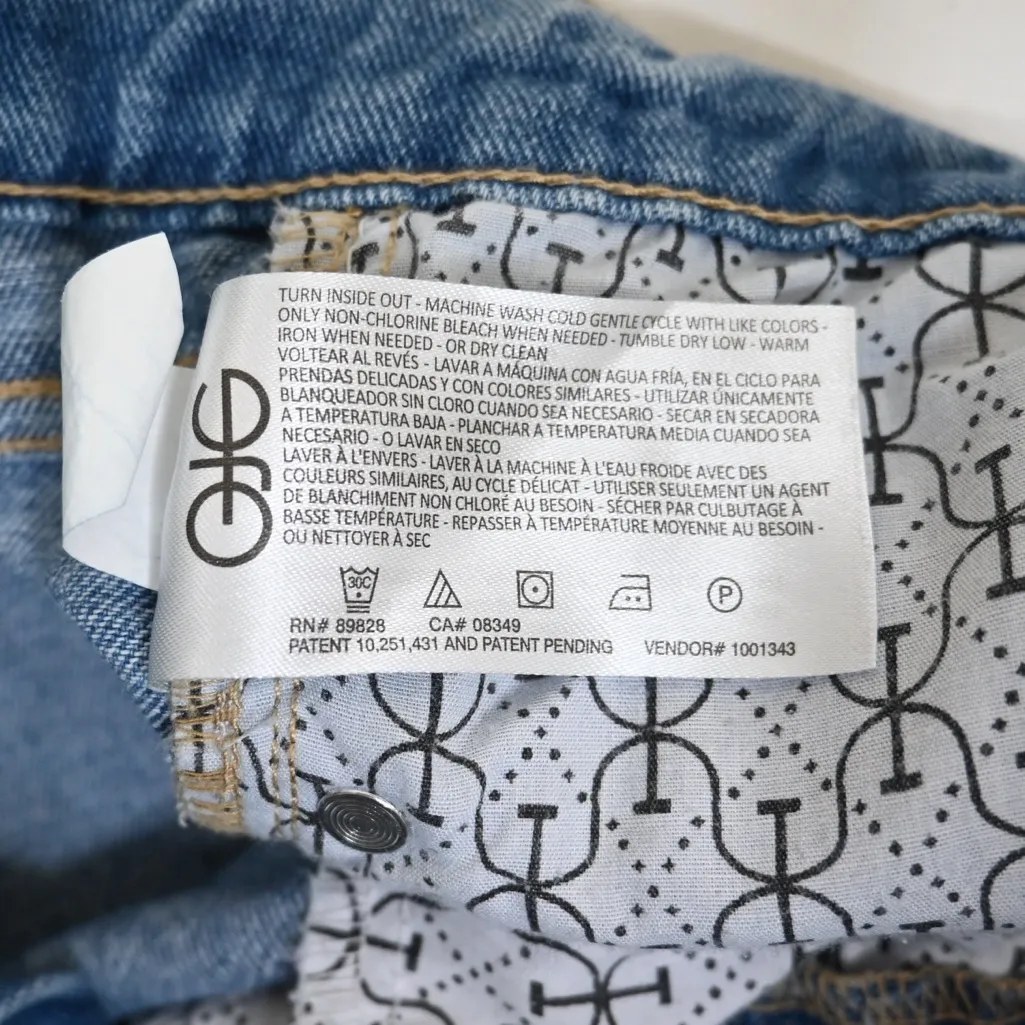 TURN INSIDE OUT - MACHINE WASH COLD GENTLE CYCLE WITH LIKE COLORS -
ONLY NON-CHLORINE BLEACH WHEN NEEDED - TUMBLE DRY LOW - WARM
IRON WHEN NEEDED - OR DRY CLEAN
VOLTEAR AL REVÉS - LAVAR A MÁQUINA CON AGUA FRÍA, EN EL CICLO PARA
PRENDAS DELICADAS Y CON COLORES SIMILARES - UTILIZAR ÚNICAMENTE
BLANQUEADOR SIN CLORO CUANDO SEA NECESARIO - SECAR EN SECADORA
A TEMPERATURA BAJA - PLANCHAR A TEMPERATURA MEDIA CUANDO SEA
NECESARIO - O LAVAR EN SECO
LAVER À L'ENVERS - LAVER À LA MACHINE À L'EAU FROIDE AVEC DES
COULEURS SIMILAIRES, AU CYCLE DÉLICAT - UTILISER SEULEMENT UN AGENT
DE BLANCHIMENT NON CHLORÉ AU BESOIN - SÉCHER PAR CULBUTAGE À
BASSE TEMPÉRATURE - REPASSER À TEMPÉRATURE MOYENNE AU BESOIN -
OU NETTOYER À SEC
30C P
RN# 89828 CA# 08349
PATENT 10,251,431 AND PATENT PENDING VENDOR# 1001343